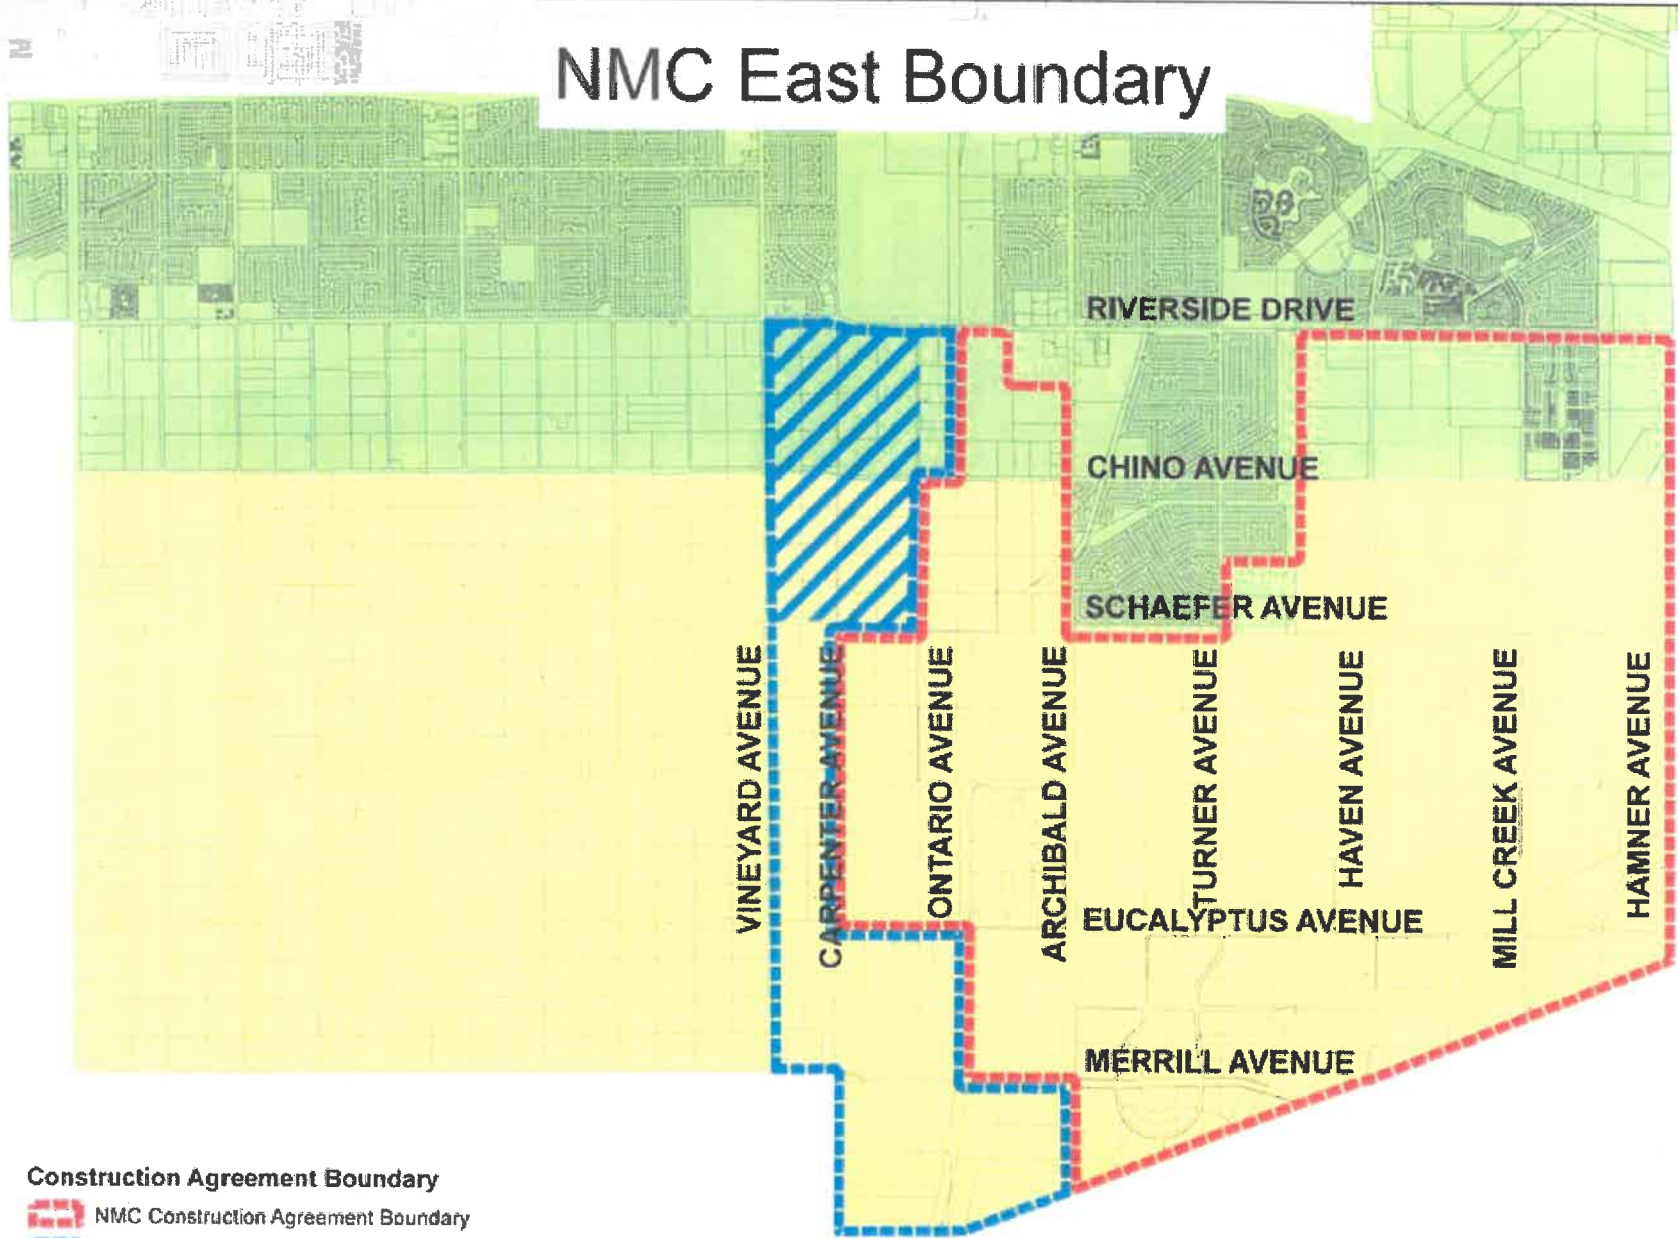 NMC East Boundary
RIVERSIDE DRIVE
CHINO AVENUE
SCHAEFER AVENUE
VINEYARD AVENUE
CARPENTER AVENUE
ONTARIO AVENUE
ARCHIBALD AVENUE
TURNER AVENUE
HAVEN AVENUE
MILL CREEK AVENUE
HAMNER AVENUE
EUCALYPTUS AVENUE
MERRILL AVENUE
Construction Agreement Boundary
NMC Construction Agreement Boundary